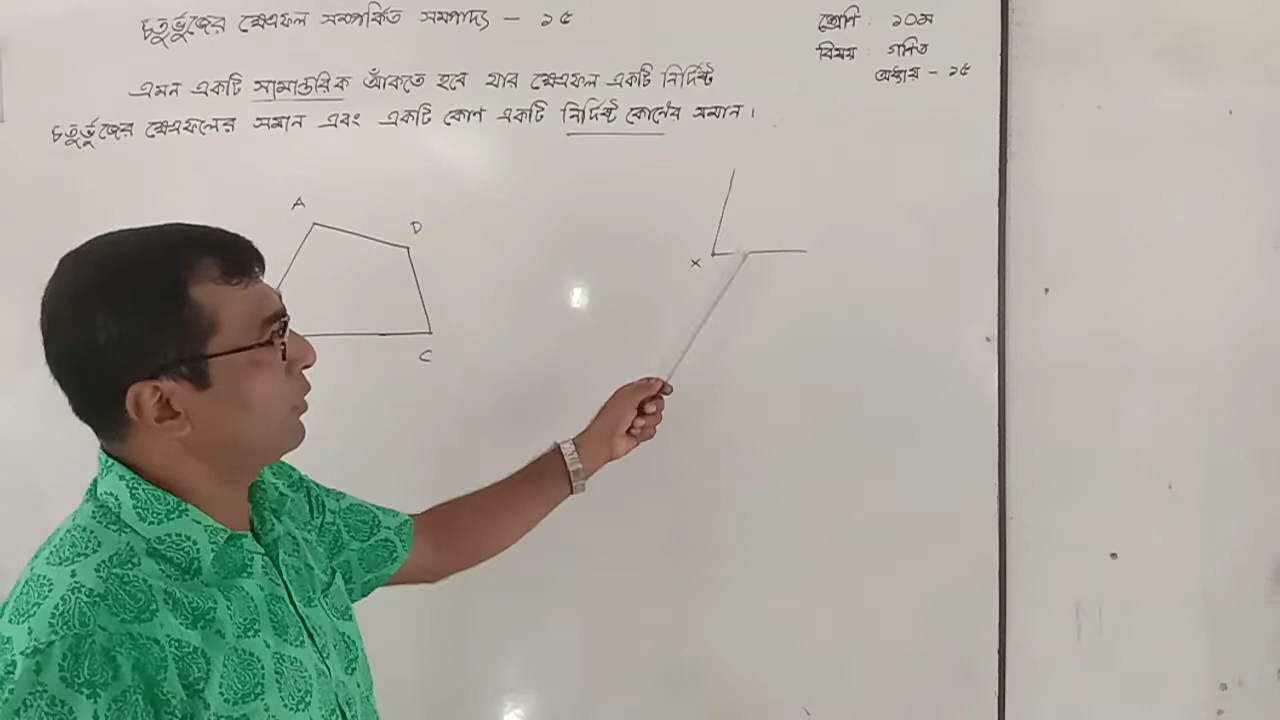 চতুর্ভুজের ক্ষেত্রফল সম্পর্কিত সম্পাদ্য - ১৫
শ্রেণি : ১০ম
বিষয় : গনিত
অধ্যায় - ১৫
এমন একটি সামান্তরিক আঁকতে হবে যার ক্ষেত্রফল একটি নির্দিষ্ট
চতুর্ভুজের ক্ষেত্রফলের সমান এবং একটি কোণ একটি নির্দিষ্ট কোণের সমান।
A
D
C
x